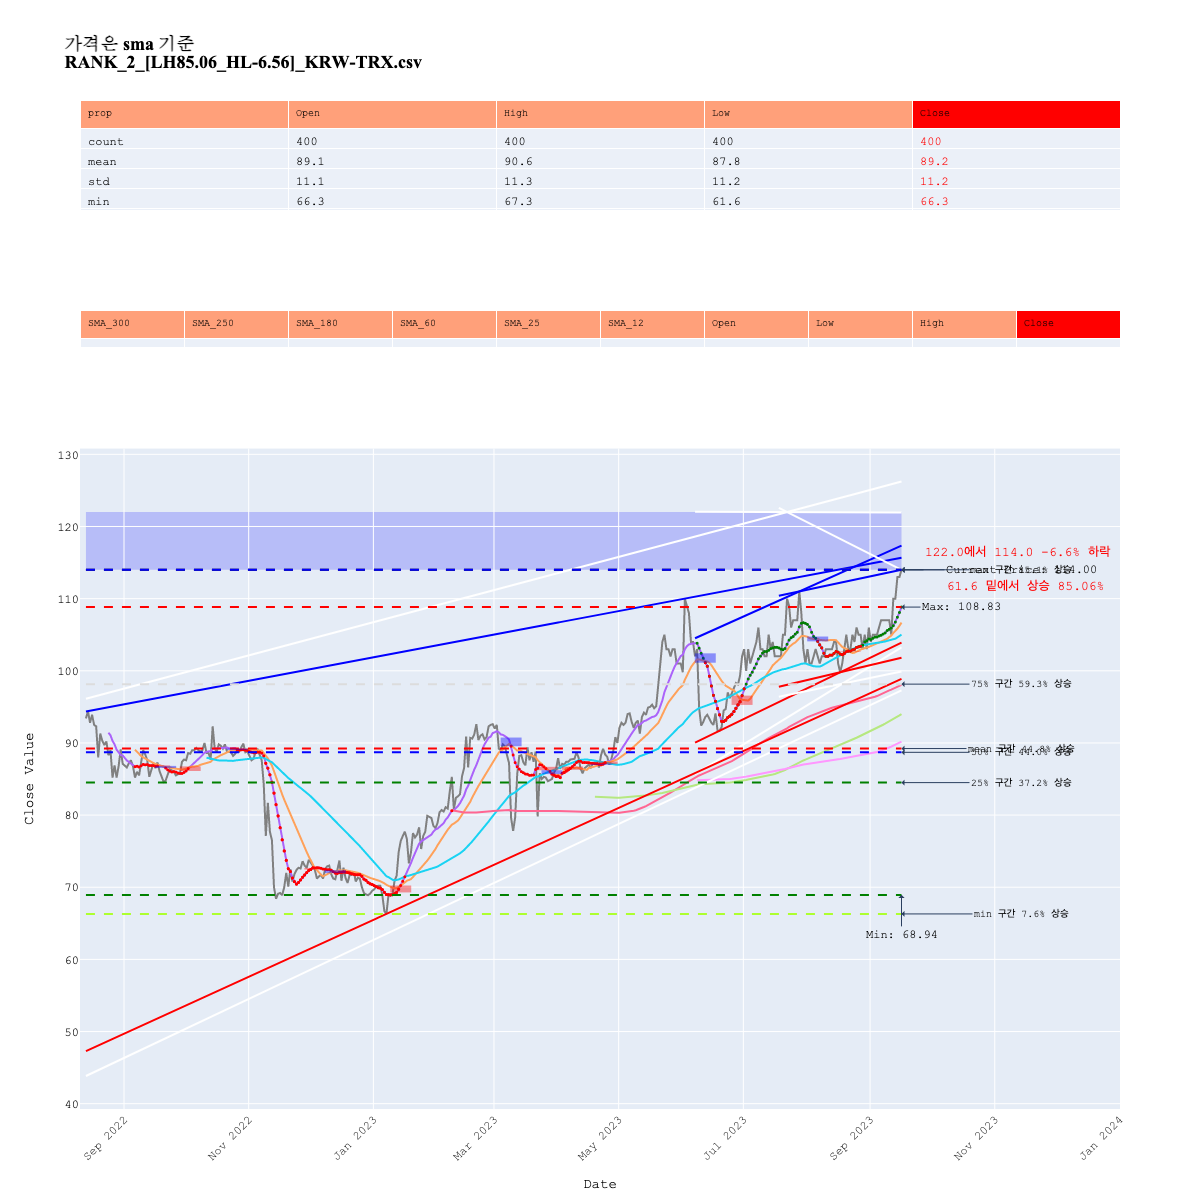 가격은 sma 기준
RANK_2_[LH85.06_HL-6.56]_KRW-TRX.csv
prop Open High Low Close
count 400 400 400 400
mean 89.1 90.6 87.8 89.2
std 11.1 11.3 11.2 11.2
min 66.3 67.3 61.6 66.3
SMA_300 SMA_250 SMA_180 SMA_60 SMA_25 SMA_12 Open Low High Close
130
120
122.0에서 114.0 -6.6% 하락
114.00
61.6 밑에서 상승 85.06%
110
Max: 108.83
100
75% 구간 59.3% 상승
90
25% 구간 37.2% 상승
80
70
min 구간 7.6% 상승
Min: 68.94
60
50
40
Close Value
Sep 2022
Nov 2022
Jan 2023
Mar 2023
May 2023
Jul 2023
Sep 2023
Nov 2023
Jan 2024
Date